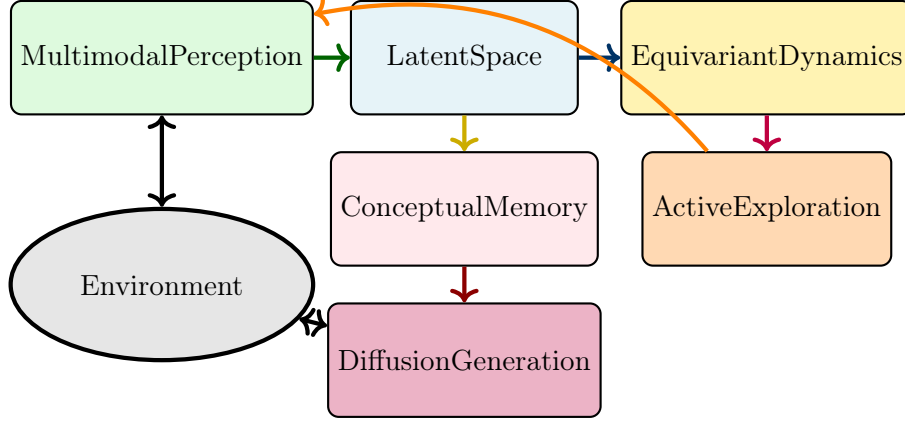 MultimodalPerception
LatentSpace
EquivariantDynamics
ConceptualMemory
ActiveExploration
Environment
DiffusionGeneration